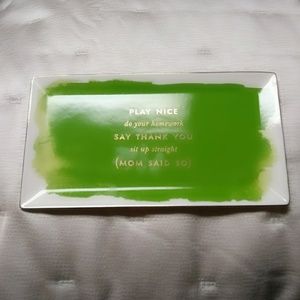 PLAY NICE
do your homework
SAY THANK YOU
sit up straight
(MOM SAID SO)